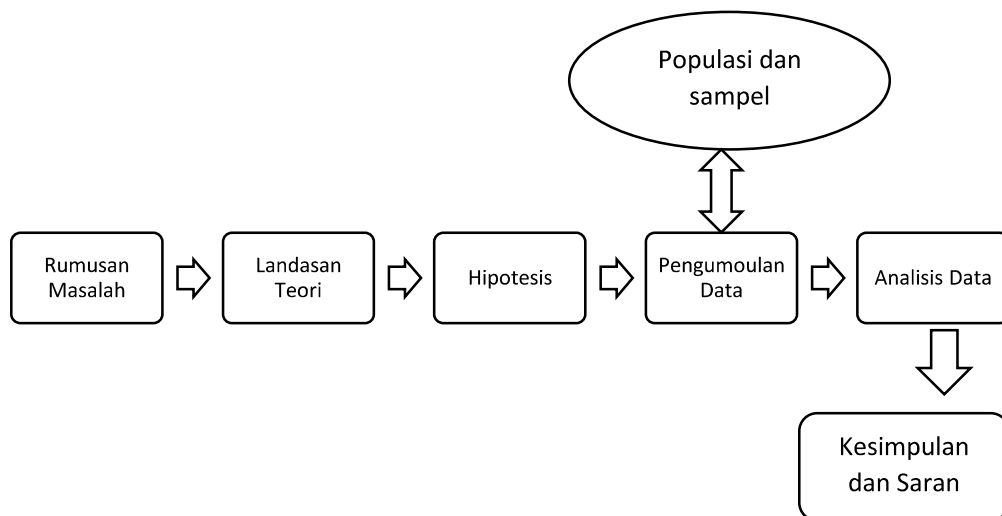 Populasi dan
sampel
Rumusan
Masalah
Landasan
Teori
Hipotesis
Pengumoulan
Data
Analisis Data
Kesimpulan
dan Saran